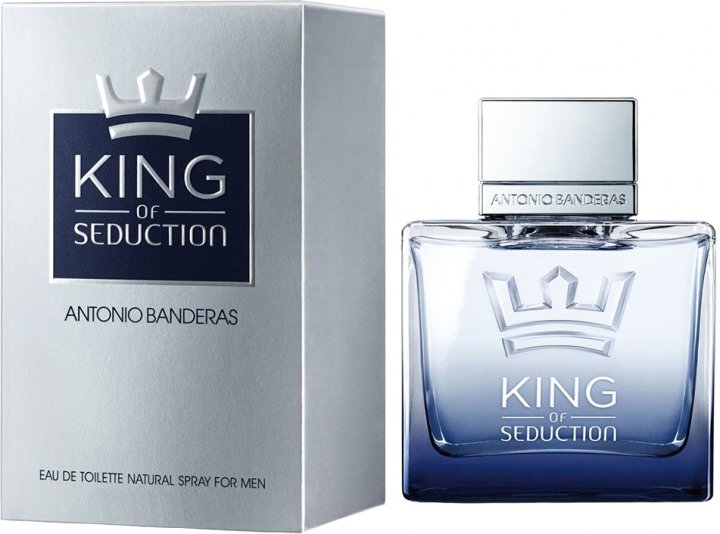 KING
OF
SEDUCTION
ANTONIO BANDERAS
EAU DE TOILETTE NATURAL SPRAY FOR MEN
ANTONIO BANDERAS
KING
OF
SEDUCTION